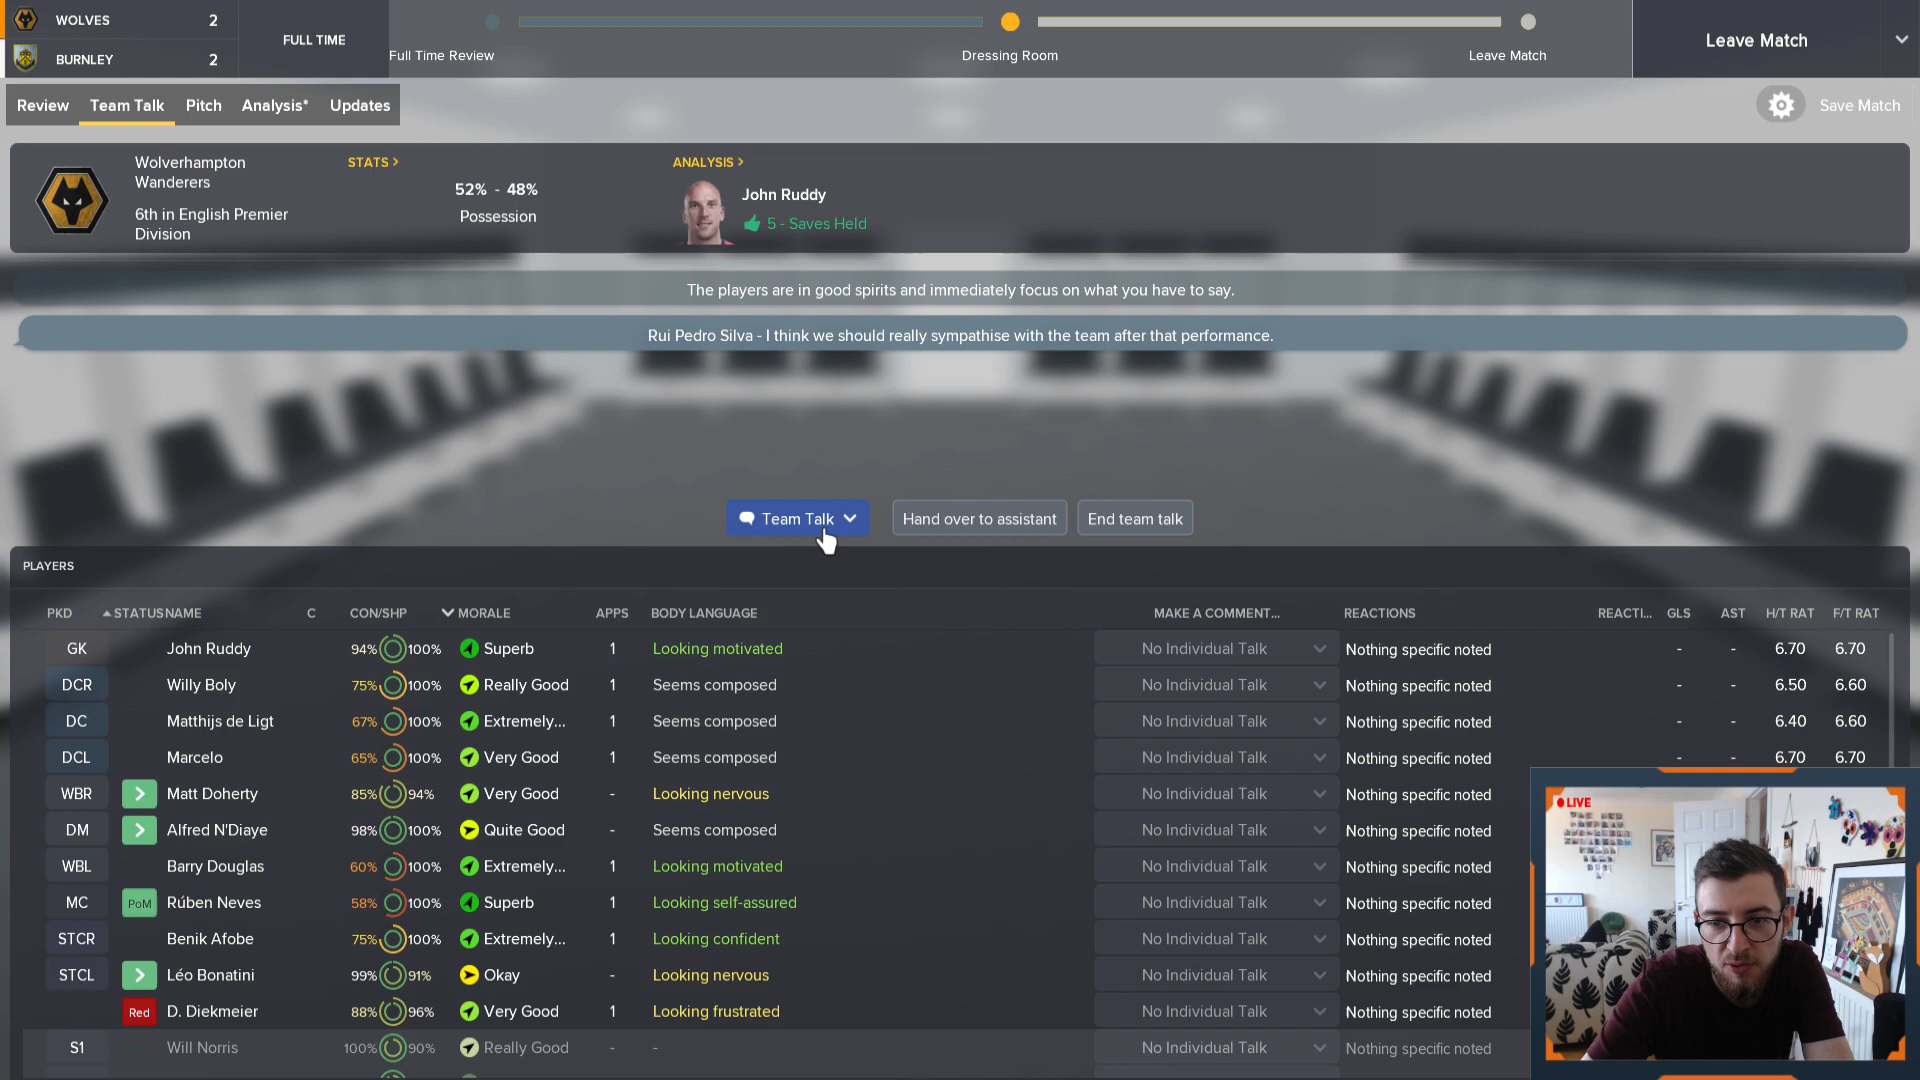 WOLVES 2
BURNLEY 2
FULL TIME
Full Time Review
Dressing Room
Leave Match
Leave Match
Review Team Talk Pitch Analysis* Updates
Save Match
Wolverhampton
Wanderers
6th in English Premier
Division
STATS >
52% - 48%
Possession
ANALYSIS >
John Ruddy
5 - Saves Held
The players are in good spirits and immediately focus on what you have to say.
Rui Pedro Silva - I think we should really sympathise with the team after that performance.
Team Talk Hand over to assistant End team talk
PLAYERS
PKD STATUS NAME C CON/SHP MORALE APPS BODY LANGUAGE MAKE A COMMENT... REACTIONS REACTI... GLS AST H/T RAT F/T RAT
GK John Ruddy 94% 100% Superb 1 Looking motivated No Individual Talk Nothing specific noted - - 6.70 6.70
DCR Willy Boly 75% 100% Really Good 1 Seems composed No Individual Talk Nothing specific noted - - 6.50 6.60
DC Matthijs de Ligt 67% 100% Extremely... 1 Seems composed No Individual Talk Nothing specific noted - - 6.40 6.60
DCL Marcelo 65% 100% Very Good 1 Seems composed No Individual Talk Nothing specific noted - - 6.70 6.70
WBR Matt Doherty 85% 94% Very Good - Looking nervous No Individual Talk Nothing specific noted
DM Alfred N'Diaye 98% 100% Quite Good - Seems composed No Individual Talk Nothing specific noted
WBL Barry Douglas 60% 100% Extremely... 1 Looking motivated No Individual Talk Nothing specific noted
MC PoM Rúben Neves 58% 100% Superb 1 Looking self-assured No Individual Talk Nothing specific noted
STCR Benik Afobe 75% 100% Extremely... 1 Looking confident No Individual Talk Nothing specific noted
STCL Léo Bonatini 99% 91% Okay - Looking nervous No Individual Talk Nothing specific noted
Red D. Diekmeier 88% 96% Very Good 1 Looking frustrated No Individual Talk Nothing specific noted
S1 Will Norris 100% 90% Really Good - - No Individual Talk Nothing specific noted
LIVE